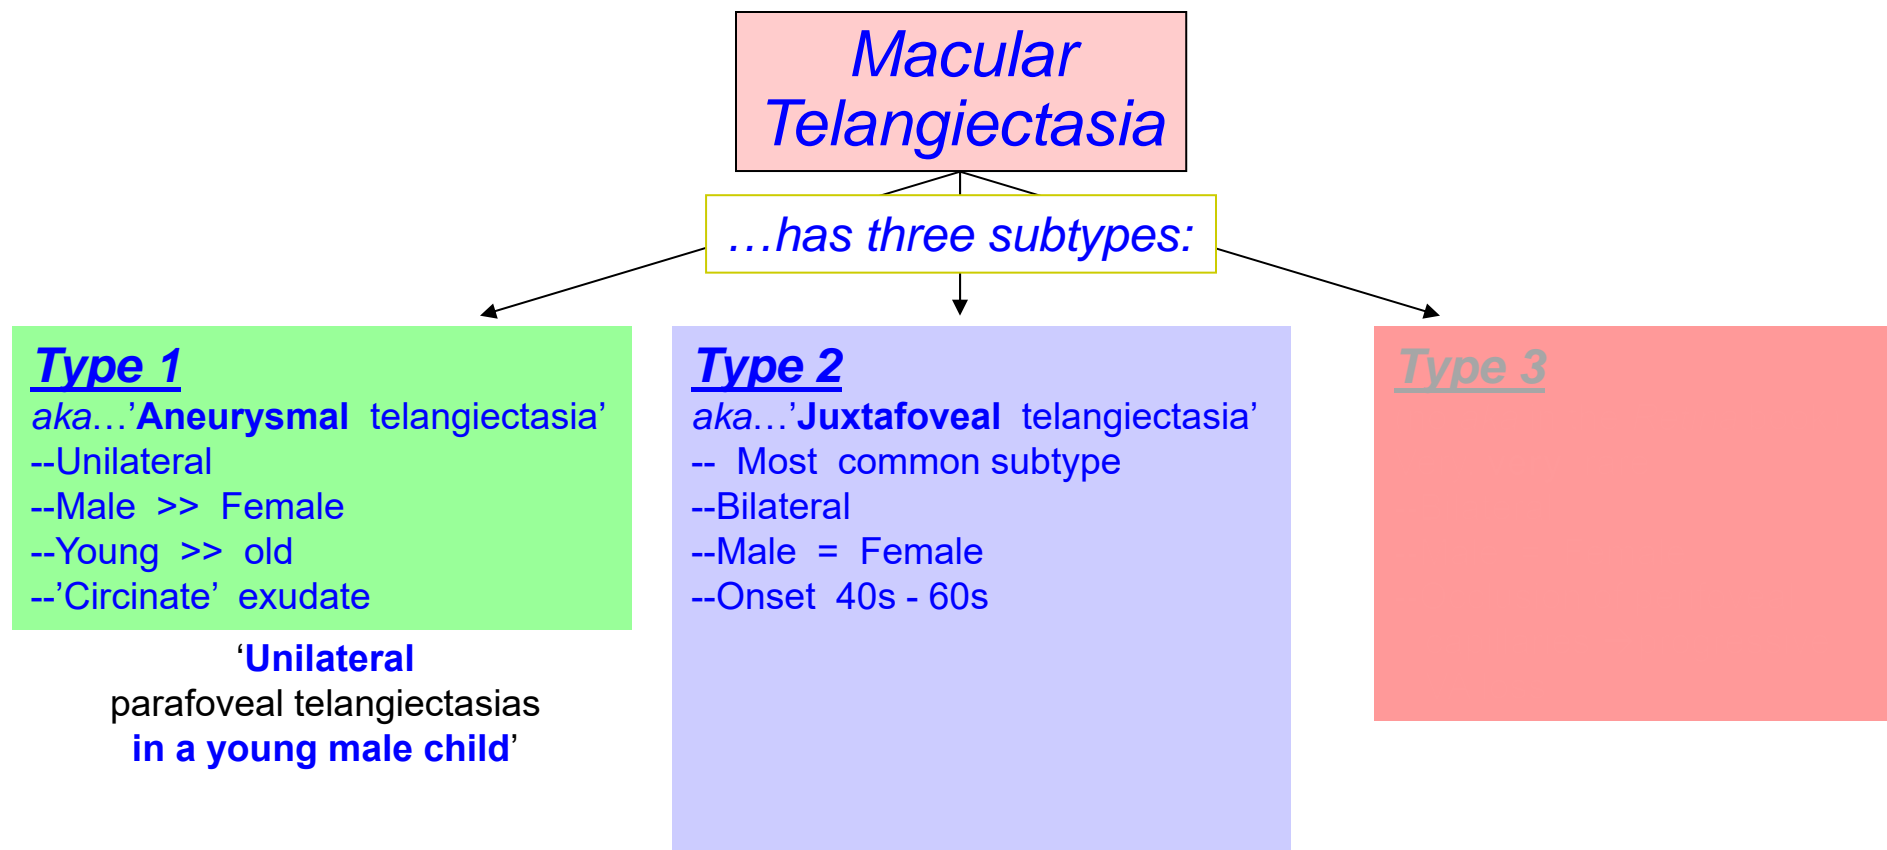 Macular
Telangiectasia
…has three subtypes:
Type 1
aka…’Aneurysmal telangiectasia’
--Unilateral
--Male >> Female
--Young >> old
--’Circinate’ exudate
‘Unilateral
parafoveal telangiectasias
in a young male child’
Type 2
aka…’Juxtafoveal telangiectasia’
-- Most common subtype
--Bilateral
--Male = Female
--Onset 40s - 60s
Type 3